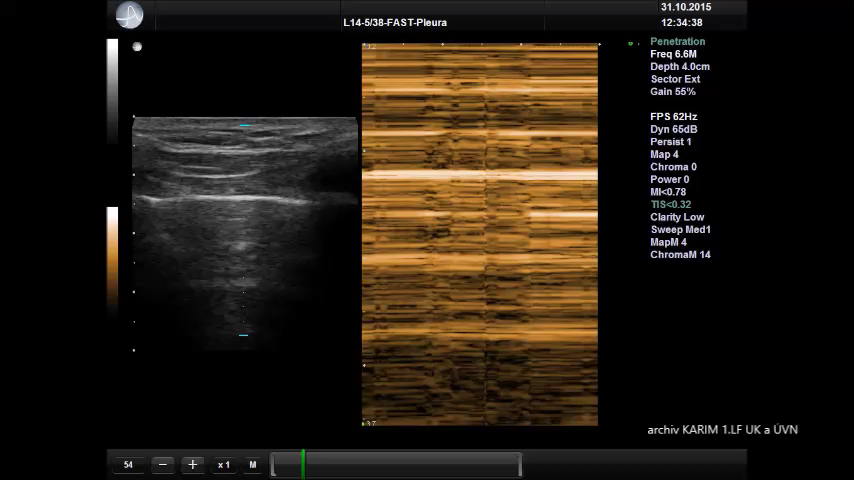 31.10.2015
L14-5/38-FAST-Pleura
12:34:38
Penetration
Freq 6.6M
Depth 4.0cm
Sector Ext
Gain 55%
FPS 62Hz
Dyn 65dB
Persist 1
Map 4
Chroma 0
Power 0
MI<0.78
TIS<0.32
Clarity Low
Sweep Med1
MapM 4
ChromaM 14
3.7
archiv KARIM 1.LF UK a ÚVN
54
x 1
M